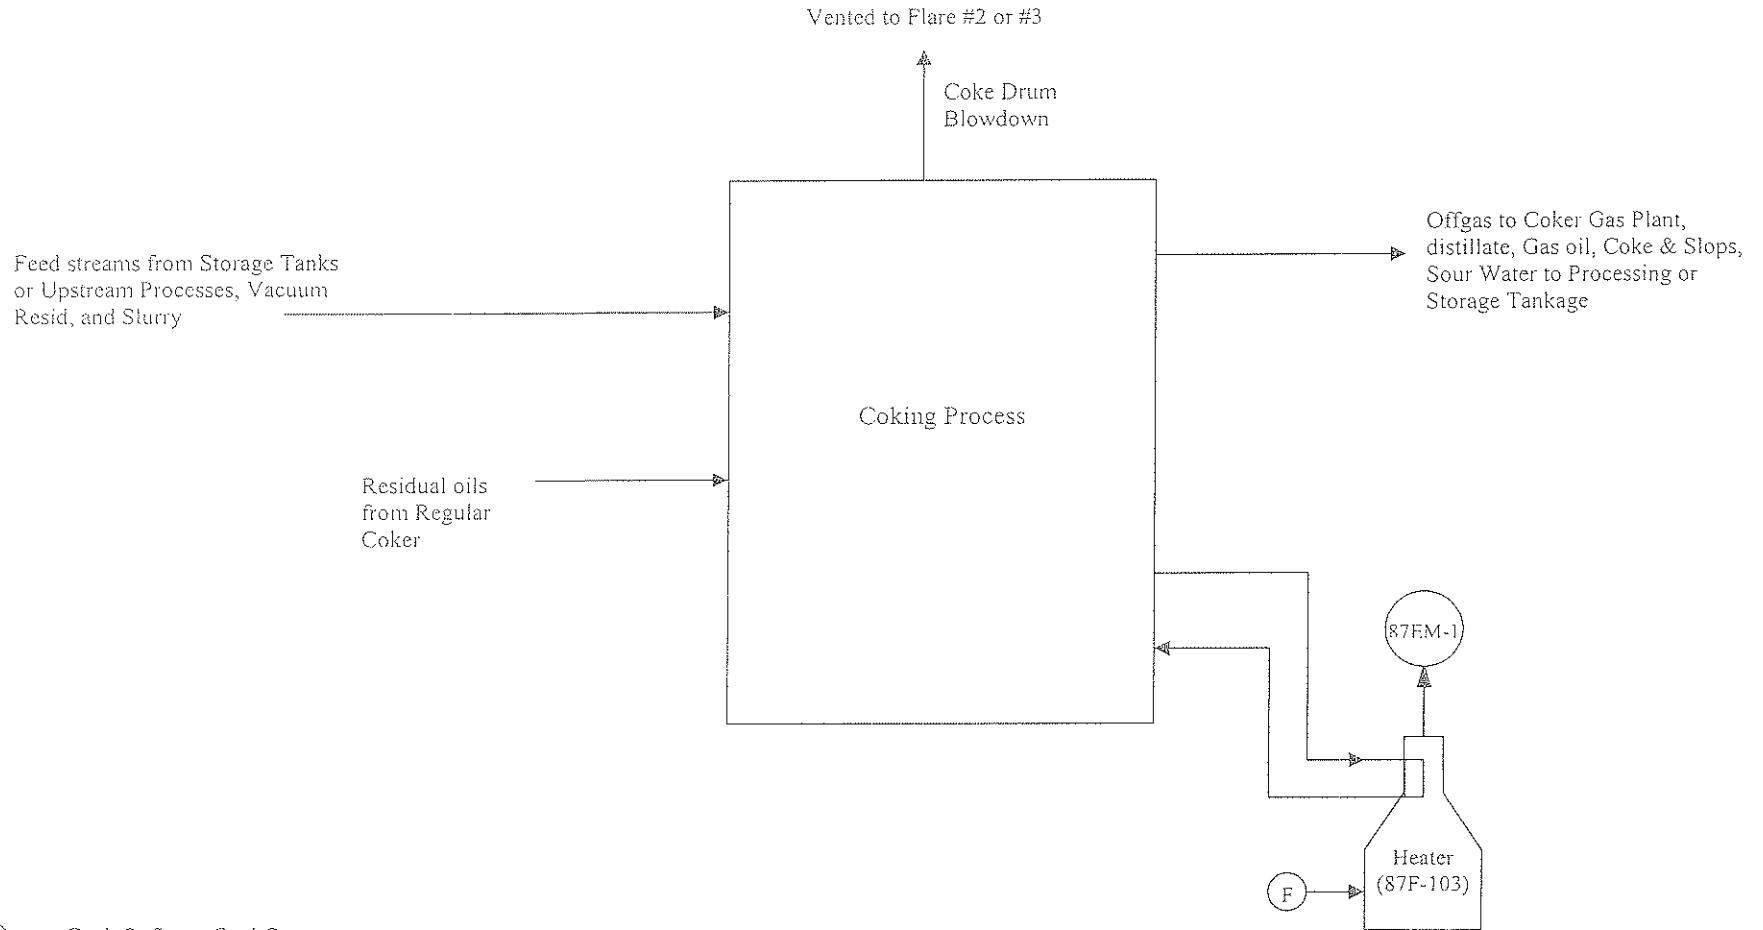 Vented to Flare #2 or #3
Coke Drum
Blowdown
Offgas to Coker Gas Plant,
distillate, Gas oil, Coke & Slops,
Sour Water to Processing or
Storage Tankage
Feed streams from Storage Tanks
or Upstream Processes, Vacuum
Resid, and Slurry
Coking Process
Residual oils
from Regular
Coker
87EM-1
Heater
(87F-103)
F